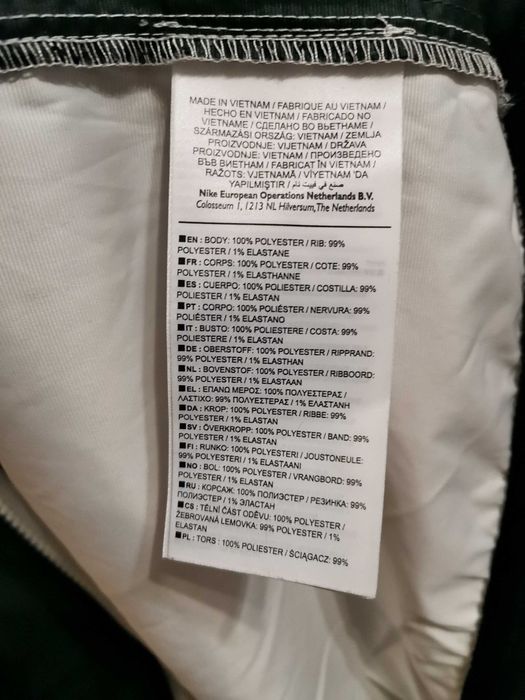 MADE IN VIETNAM / FABRIQUE AU VIETNAM /
HECHO EN VIETNAM / FABRICADO NO
VIETNAME / СДЕЛАНО ВО ВЬЕТНАМЕ /
SZÁRMAZÁSI ORSZÁG: VIETNAM / ZEMLJA
PROIZVODNJE: VIJETNAM / DRŽAVA
PROIZVODNJE: VIETNAM / ПРОИЗВЕДЕНО
ВЪВ ВИЕТНАМ / FABRICAT ÎN VIETNAM /
RAŽOTS: VJETNAMĀ / VİYETNAM 'DA
YAPILMIŞTIR / صنع في فييت نام
Nike European Operations Netherlands B.V.
Colosseum 1, 1213 NL Hilversum, The Netherlands
■EN : BODY: 100% POLYESTER / RIB: 99%
POLYESTER / 1% ELASTANE
■FR : CORPS: 100% POLYESTER / COTE: 99%
POLYESTER / 1% ELASTHANNE
■ES : CUERPO: 100% POLIESTER / COSTILLA: 99%
POLIESTER / 1% ELASTAN
■PT : CORPO: 100% POLIÉSTER / NERVURA: 99%
POLIÉSTER / 1% ELASTANO
■IT : BUSTO: 100% POLIESTERE / COSTA: 99%
POLIESTERE / 1% ELASTAN
■DE : OBERSTOFF: 100% POLYESTER / RIPPRAND:
99% POLYESTER / 1% ELASTHAN
■NL : BOVENSTOF: 100% POLYESTER / RIBBOORD:
99% POLYESTER / 1% ELASTAAN
■EL : ΕΠΑΝΩ ΜΕΡΟΣ: 100% ΠΟΛΥΕΣΤΕΡΑΣ /
ΛΑΣΤΙΧΟ: 99% ΠΟΛΥΕΣΤΕΡΑΣ / 1% ΕΛΑΣΤΑΝΗ
■DA : KROP: 100% POLYESTER / RIBBE: 99%
POLYESTER / 1% ELASTAN
■SV : ÖVERKROPP: 100% POLYESTER / BAND: 99%
POLYESTER / 1% ELASTAN
■FI : RUNKO: 100% POLYESTERI / JOUSTONEULE:
99% POLYESTERI / 1% ELASTAANI
■NO : BOL: 100% POLYESTER / VRANGBORD: 99%
POLYESTER / 1% ELASTAN
■RU : КОРСАЖ: 100% ПОЛИЭСТЕР / РЕЗИНКА: 99%
ПОЛИЭСТЕР / 1% ЭЛАСТАН
■CS : TĚLNÍ ČÁST ODĚVU: 100% POLYESTER /
ŽEBROVANÁ LEMOVKA: 99% POLYESTER / 1%
ELASTAN
■PL : TORS : 100% POLIESTER / ŚCIĄGACZ: 99%